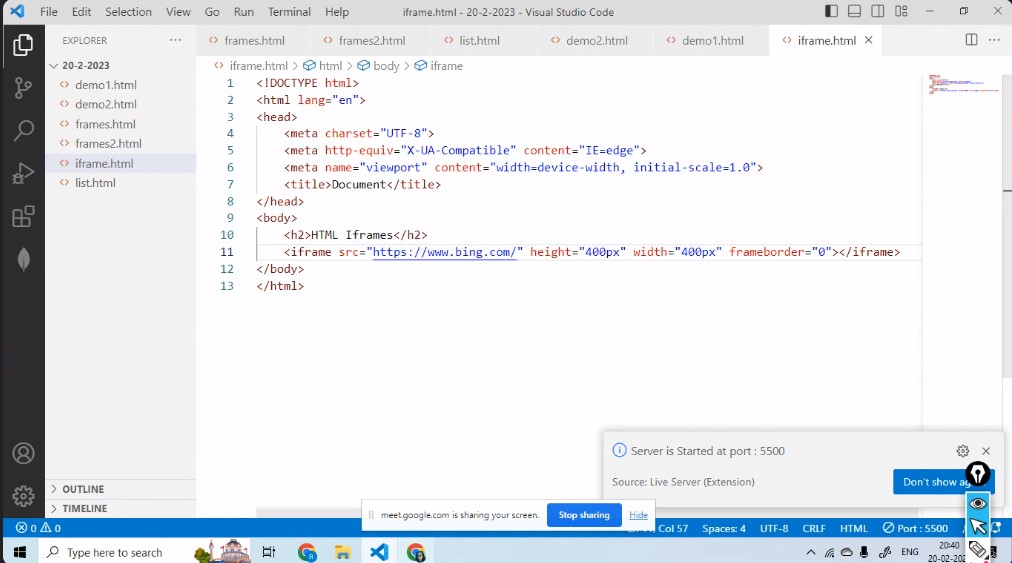 File Edit Selection View Go Run Terminal Help iframe.html - 20-2-2023 - Visual Studio Code
EXPLORER
frames.html frames2.html list.html demo2.html demo1.html iframe.html
20-2-2023
demo1.html
demo2.html
frames.html
frames2.html
iframe.html
list.html
iframe.html > html > body > iframe
1 <!DOCTYPE html>
2 <html lang="en">
3 <head>
4 <meta charset="UTF-8">
5 <meta http-equiv="X-UA-Compatible" content="IE=edge">
6 <meta name="viewport" content="width=device-width, initial-scale=1.0">
7 <title>Document</title>
8 </head>
9 <body>
10 <h2>HTML Iframes</h2>
11 <iframe src="https://www.bing.com/" height="400px" width="400px" frameborder="0"></iframe>
12 </body>
13 </html>
Server is Started at port : 5500
Source: Live Server (Extension)
Don't show
OUTLINE
TIMELINE
meet.google.com is sharing your screen. Stop sharing Hide
0 0 Col 57 Spaces: 4 UTF-8 CRLF HTML Port : 5500
Type here to search
ENG
20:40